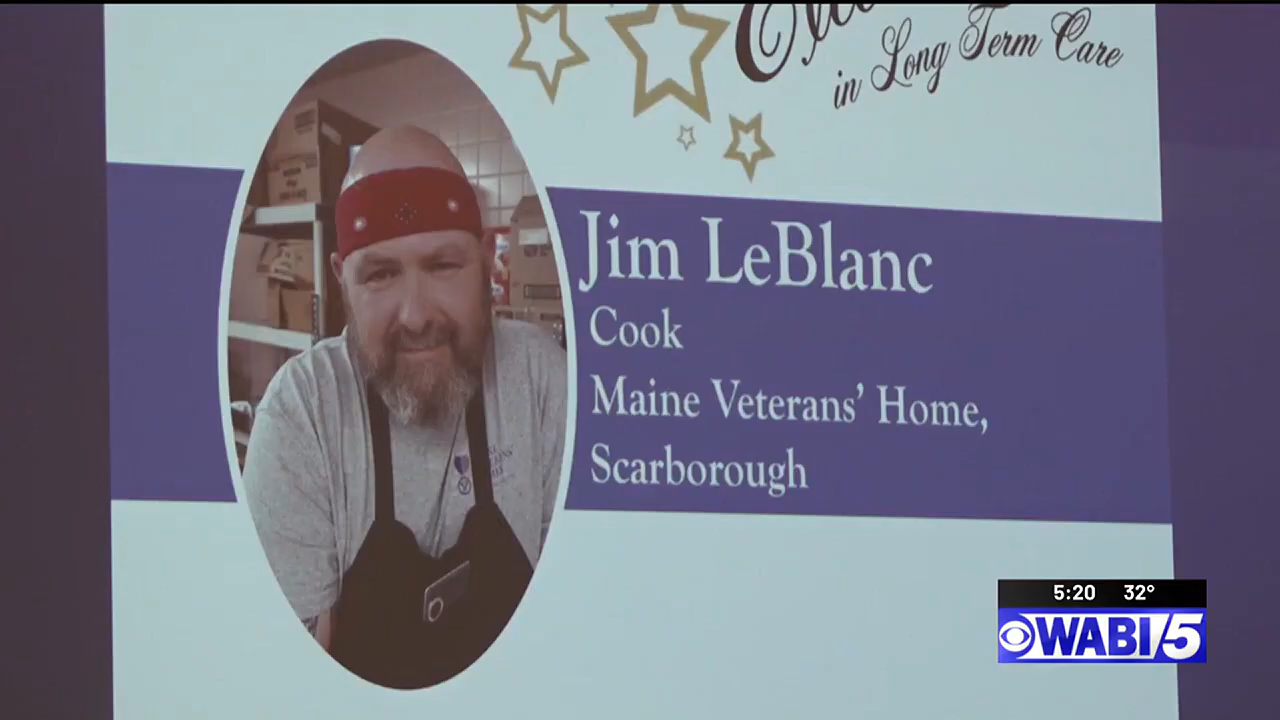 in Long Term Care
Jim LeBlanc
Cook
Maine Veterans' Home,
Scarborough
5:20 32°
WABI 5